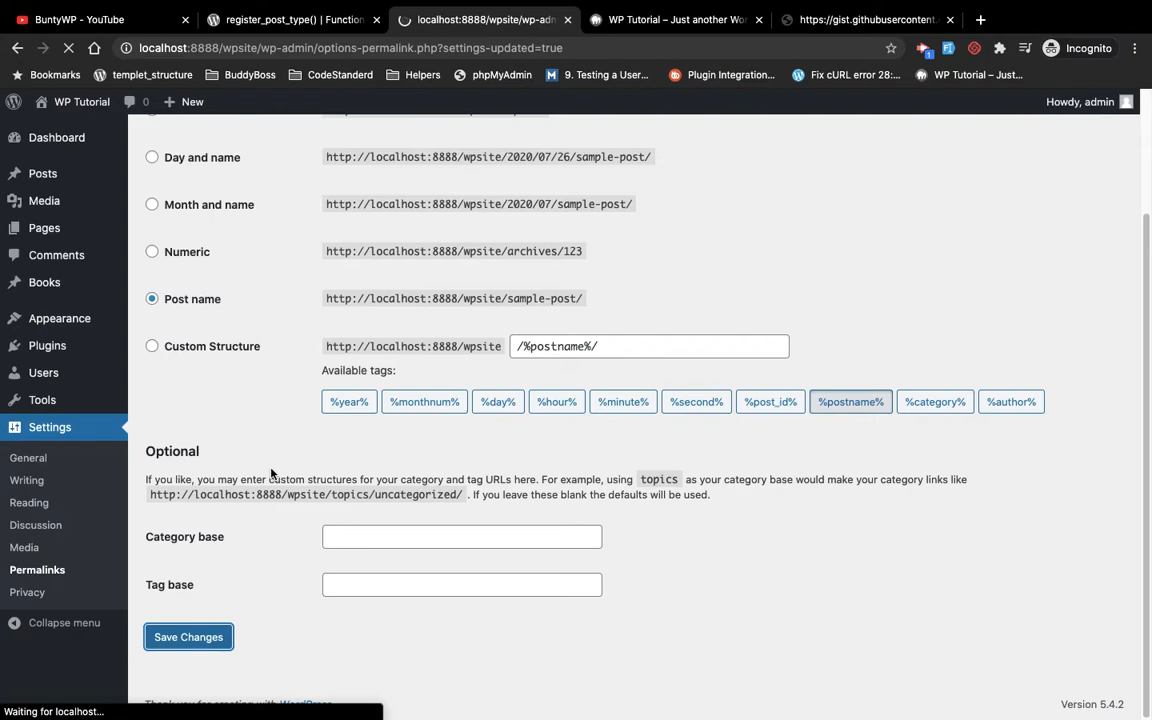 BuntyWP - YouTube
register_post_type() | Function
localhost:8888/wpsite/wp-adm
WP Tutorial – Just another Wor
https://gist.githubusercontent.
localhost:8888/wpsite/wp-admin/options-permalink.php?settings-updated=true
1
Incognito
Bookmarks
templet_structure
BuddyBoss
CodeStanderd
Helpers
phpMyAdmin
9. Testing a User...
Plugin Integration...
Fix cURL error 28:...
WP Tutorial – Just...
WP Tutorial
0
New
Howdy, admin
Dashboard
Posts
Media
Pages
Comments
Books
Appearance
Plugins
Users
Tools
Settings
General
Writing
Reading
Discussion
Media
Permalinks
Privacy
Collapse menu
Day and name
http://localhost:8888/wpsite/2020/07/26/sample-post/
Month and name
http://localhost:8888/wpsite/2020/07/sample-post/
Numeric
http://localhost:8888/wpsite/archives/123
Post name
http://localhost:8888/wpsite/sample-post/
Custom Structure
http://localhost:8888/wpsite
/%postname%/
Available tags:
%year%
%monthnum%
%day%
%hour%
%minute%
%second%
%post_id%
%postname%
%category%
%author%
Optional
If you like, you may enter custom structures for your category and tag URLs here. For example, using topics as your category base would make your category links like
http://localhost:8888/wpsite/topics/uncategorized/ . If you leave these blank the defaults will be used.
Category base
Tag base
Save Changes
Thank you for creating with WordPress.
Version 5.4.2
Waiting for localhost...